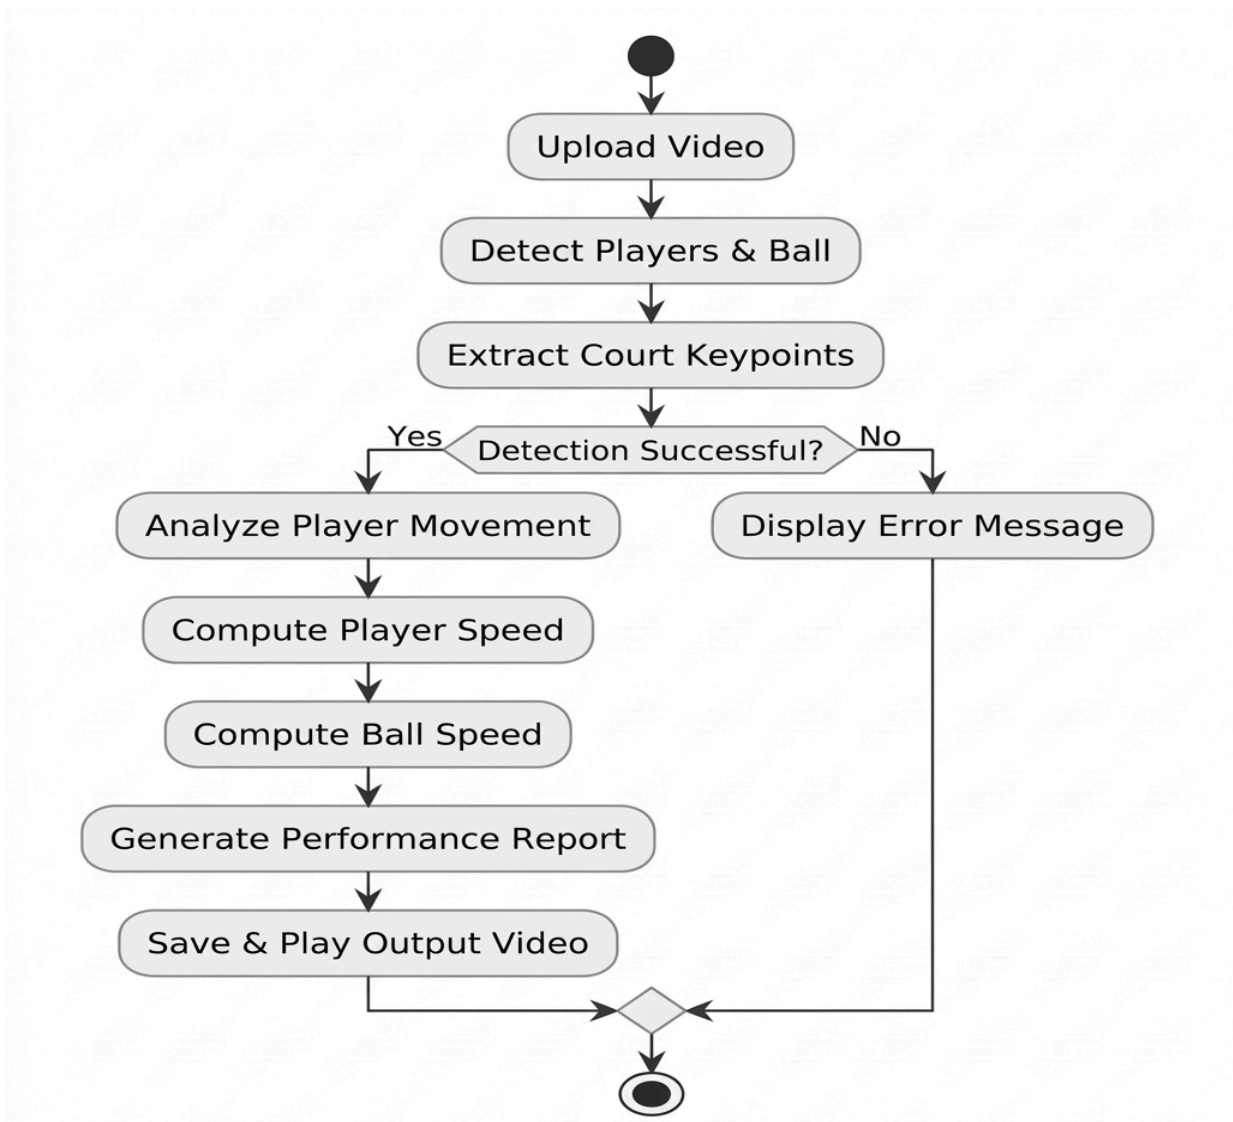 Upload Video
Detect Players & Ball
Extract Court Keypoints
Yes
Detection Successful?
No
Analyze Player Movement
Display Error Message
Compute Player Speed
Compute Ball Speed
Generate Performance Report
Save & Play Output Video